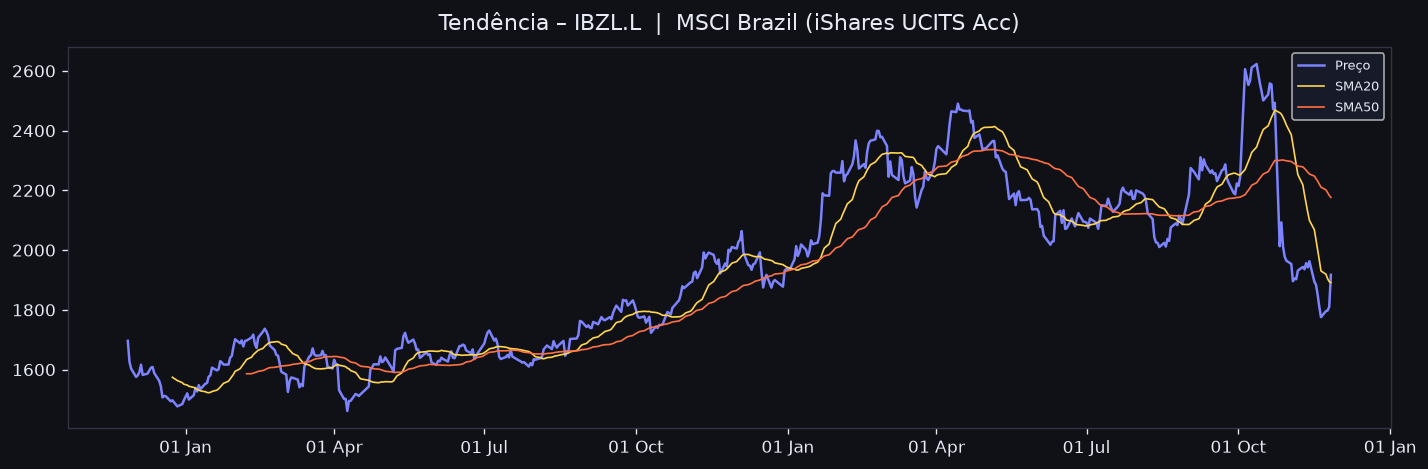 Tendência – IBZL.L | MSCI Brazil (iShares UCITS Acc)
Preço
SMA20
SMA50
2600
2400
2200
2000
1800
1600
01 Jan
01 Apr
01 Jul
01 Oct
01 Jan
01 Apr
01 Jul
01 Oct
01 Jan